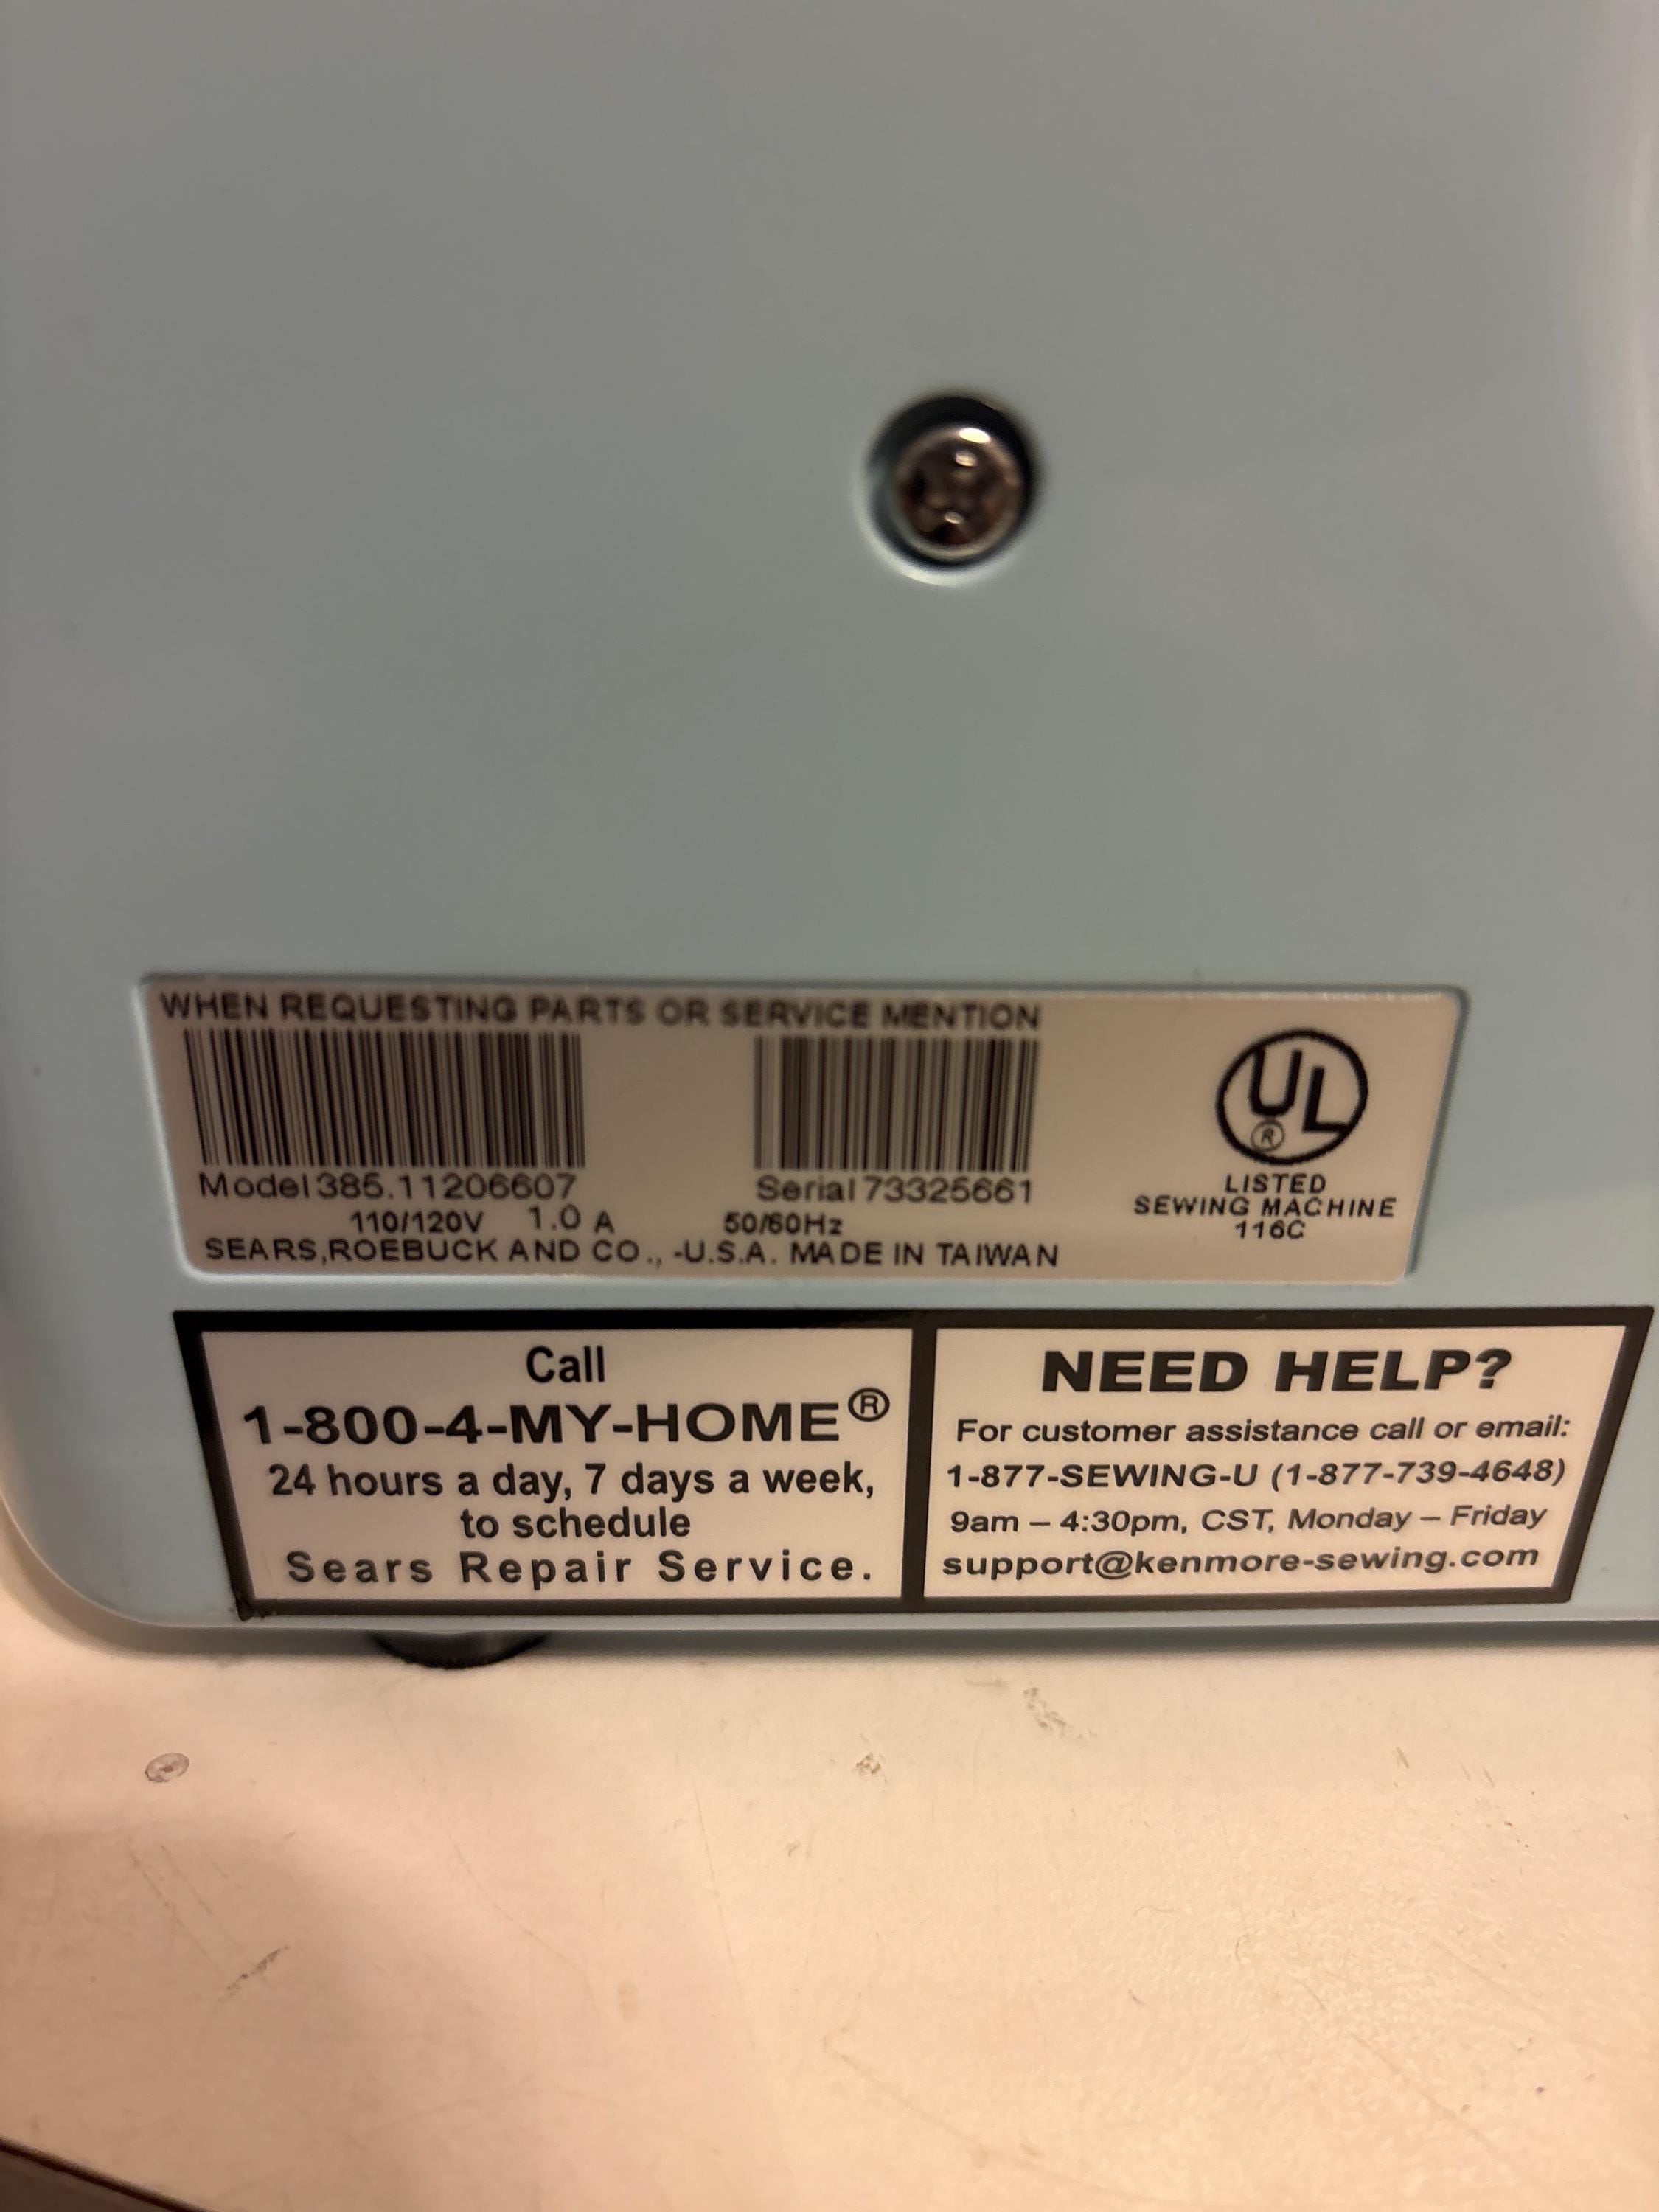 WHEN REQUESTING PARTS OR SERVICE MENTION
Model 385.11206607
Serial 73325661
110/120V 1.0 A 50/60Hz
SEARS,ROEBUCK AND CO., -U.S.A. MADE IN TAIWAN
UL
®
LISTED
SEWING MACHINE
116C
Call
1-800-4-MY-HOME®
24 hours a day, 7 days a week,
to schedule
Sears Repair Service.
NEED HELP?
For customer assistance call or email:
1-877-SEWING-U (1-877-739-4648)
9am – 4:30pm, CST, Monday – Friday
support@kenmore-sewing.com